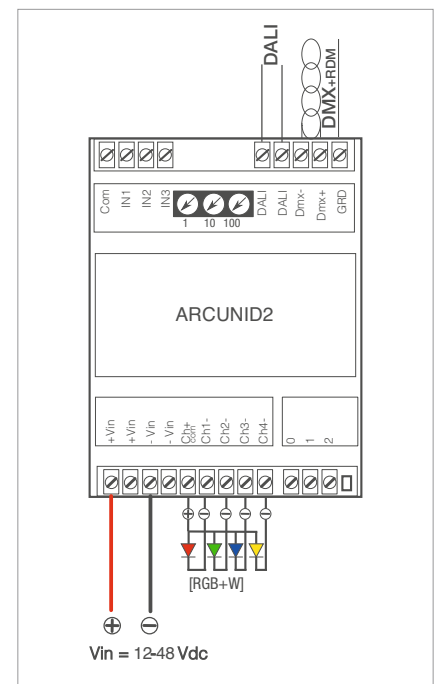 DALI
DMX+RDM
Com IN1 IN2 IN3 DALI DALI Dmx- Dmx+ GRD
1 10 100
ARCUNID2
+Vin +Vin - Vin - Vin Ch+ com Ch1- Ch2- Ch3- Ch4- 0 1 2
[RGB+W]
Vin = 12-48 Vdc